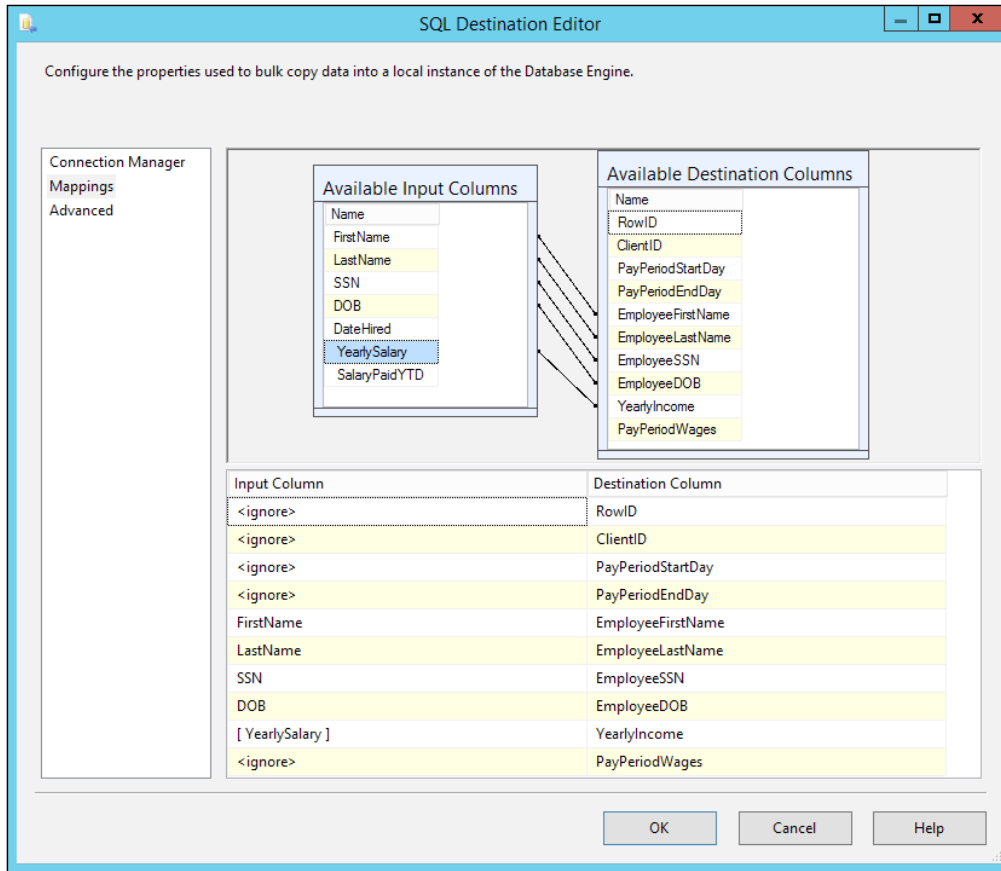 SQL Destination Editor
Configure the properties used to bulk copy data into a local instance of the Database Engine.
Connection Manager
Mappings
Advanced
Available Input Columns
Name
FirstName
LastName
SSN
DOB
DateHired
YearlySalary
SalaryPaidYTD
Available Destination Columns
Name
RowID
ClientID
PayPeriodStartDay
PayPeriodEndDay
EmployeeFirstName
EmployeeLastName
EmployeeSSN
EmployeeDOB
YearlyIncome
PayPeriodWages
Input Column Destination Column
<ignore> RowID
<ignore> ClientID
<ignore> PayPeriodStartDay
<ignore> PayPeriodEndDay
FirstName EmployeeFirstName
LastName EmployeeLastName
SSN EmployeeSSN
DOB EmployeeDOB
[ YearlySalary ] YearlyIncome
<ignore> PayPeriodWages
OK Cancel Help